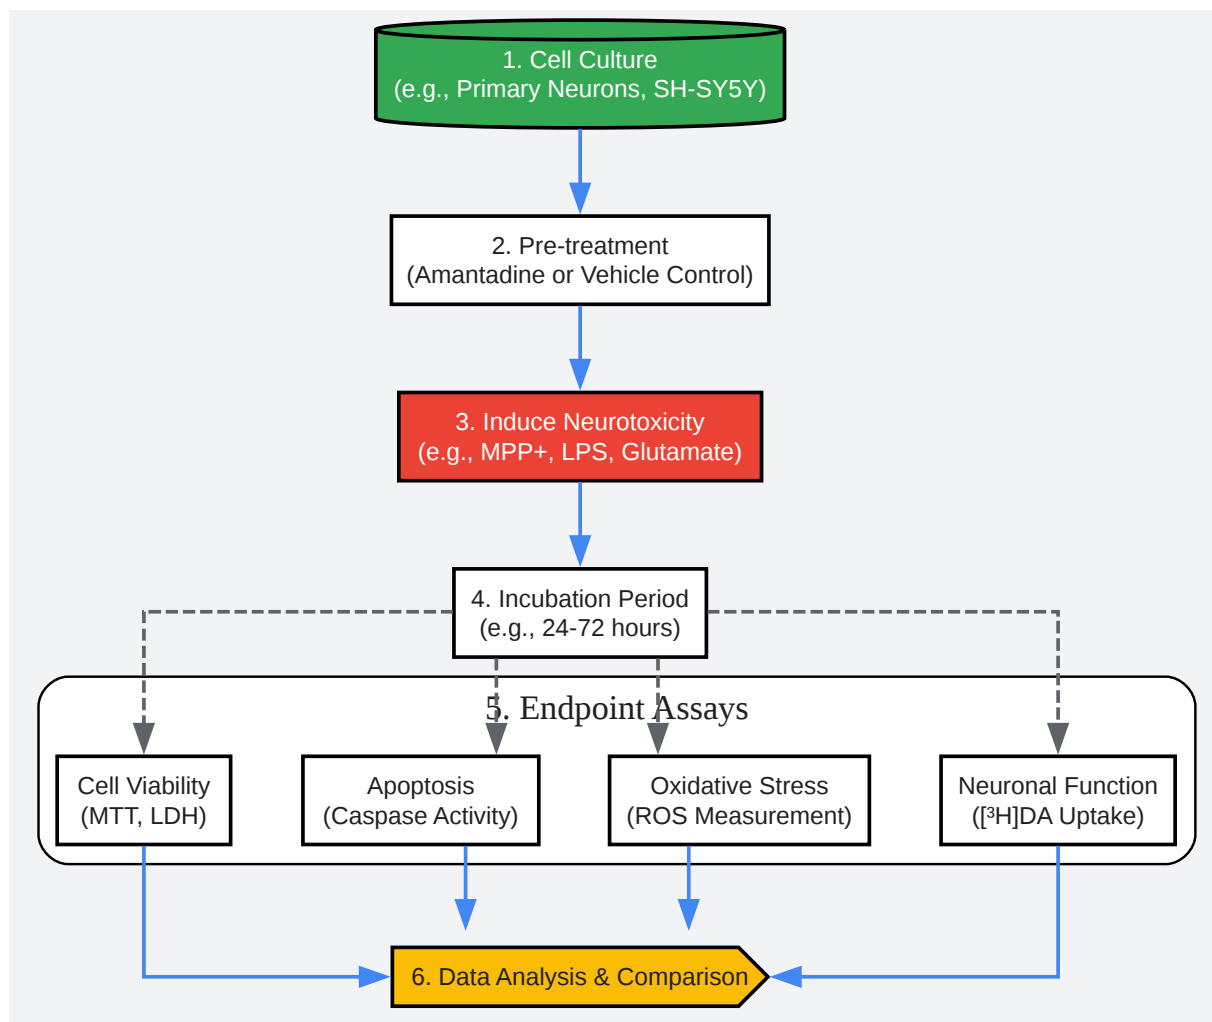 1. Cell Culture
(e.g., Primary Neurons, SH-SY5Y)
2. Pre-treatment
(Amantadine or Vehicle Control)
3. Induce Neurotoxicity
(e.g., MPP+, LPS, Glutamate)
4. Incubation Period
(e.g., 24-72 hours)
5. Endpoint Assays
Cell Viability
(MTT, LDH)
Apoptosis
(Caspase Activity)
Oxidative Stress
(ROS Measurement)
Neuronal Function
([³H]DA Uptake)
6. Data Analysis & Comparison